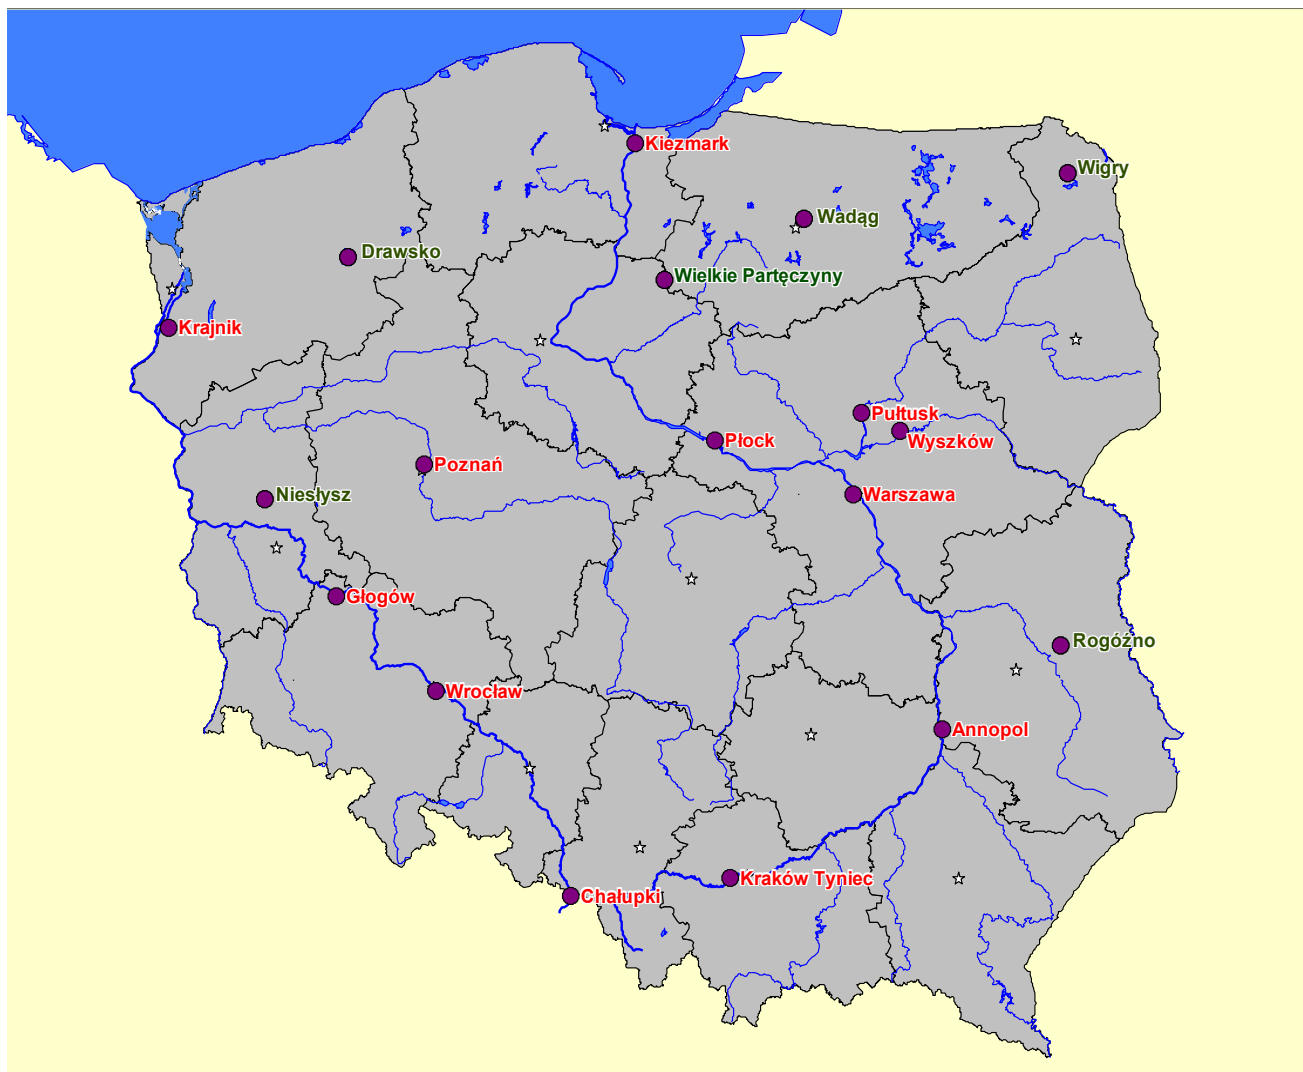 Kiezmark
Wigry
Wadąg
Drawsko
Wielkie Partęczyny
Krajnik
Pułtusk
Płock
Wyszków
Poznań
Niesłysz
Warszawa
Głogów
Rogóźno
Wrocław
Annopol
Kraków Tyniec
Chałupki